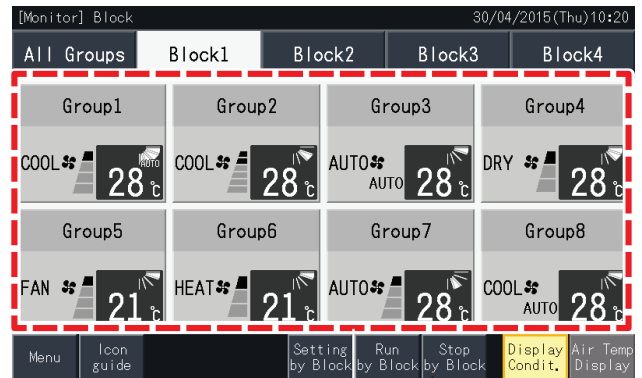 [Monitor] Block 30/04/2015(Thu)10:20
All Groups Block1 Block2 Block3 Block4
Group1 Group2 Group3 Group4
COOL AUTO 28℃ COOL 28℃ AUTO AUTO 28℃ DRY 28℃
Group5 Group6 Group7 Group8
FAN 21℃ HEAT 21℃ AUTO 28℃ COOL AUTO 28℃
Menu Icon guide Setting by Block Run by Block Stop by Block Display Condit. Air Temp Display